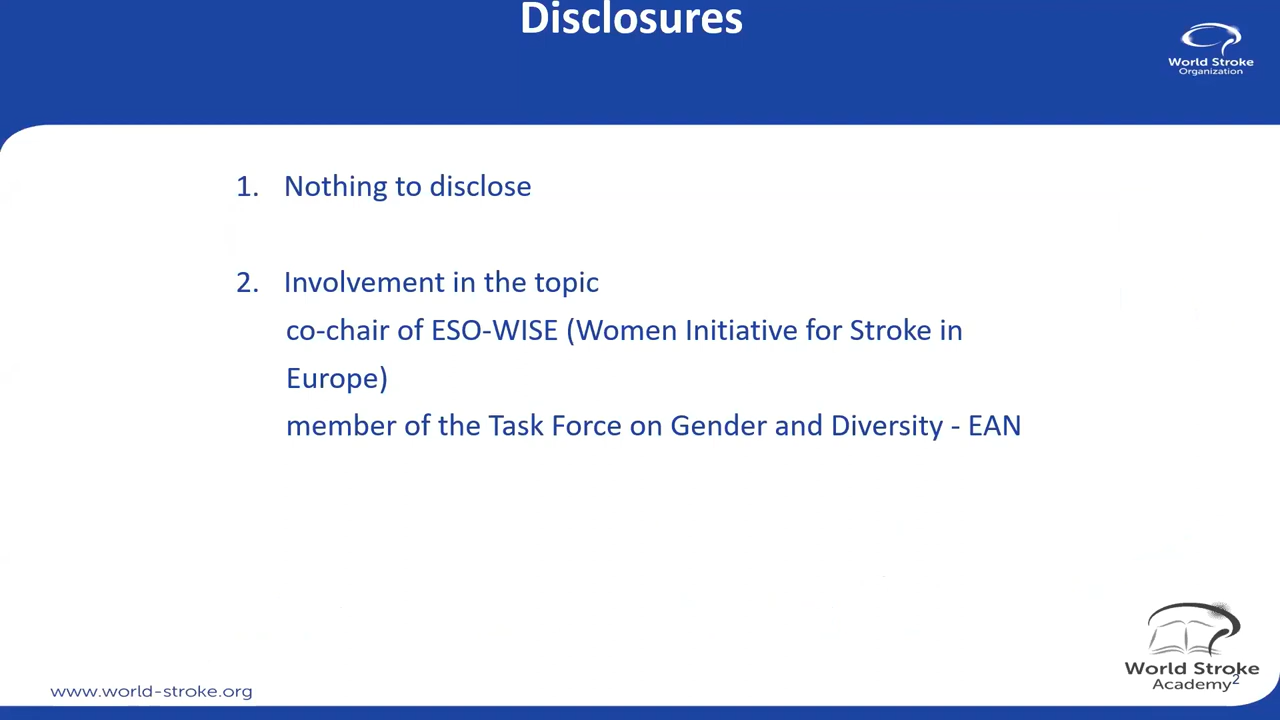 Disclosures
World Stroke
Organization
1. Nothing to disclose
2. Involvement in the topic
co-chair of ESO-WISE (Women Initiative for Stroke in
Europe)
member of the Task Force on Gender and Diversity - EAN
World Stroke
Academy
2
www.world-stroke.org